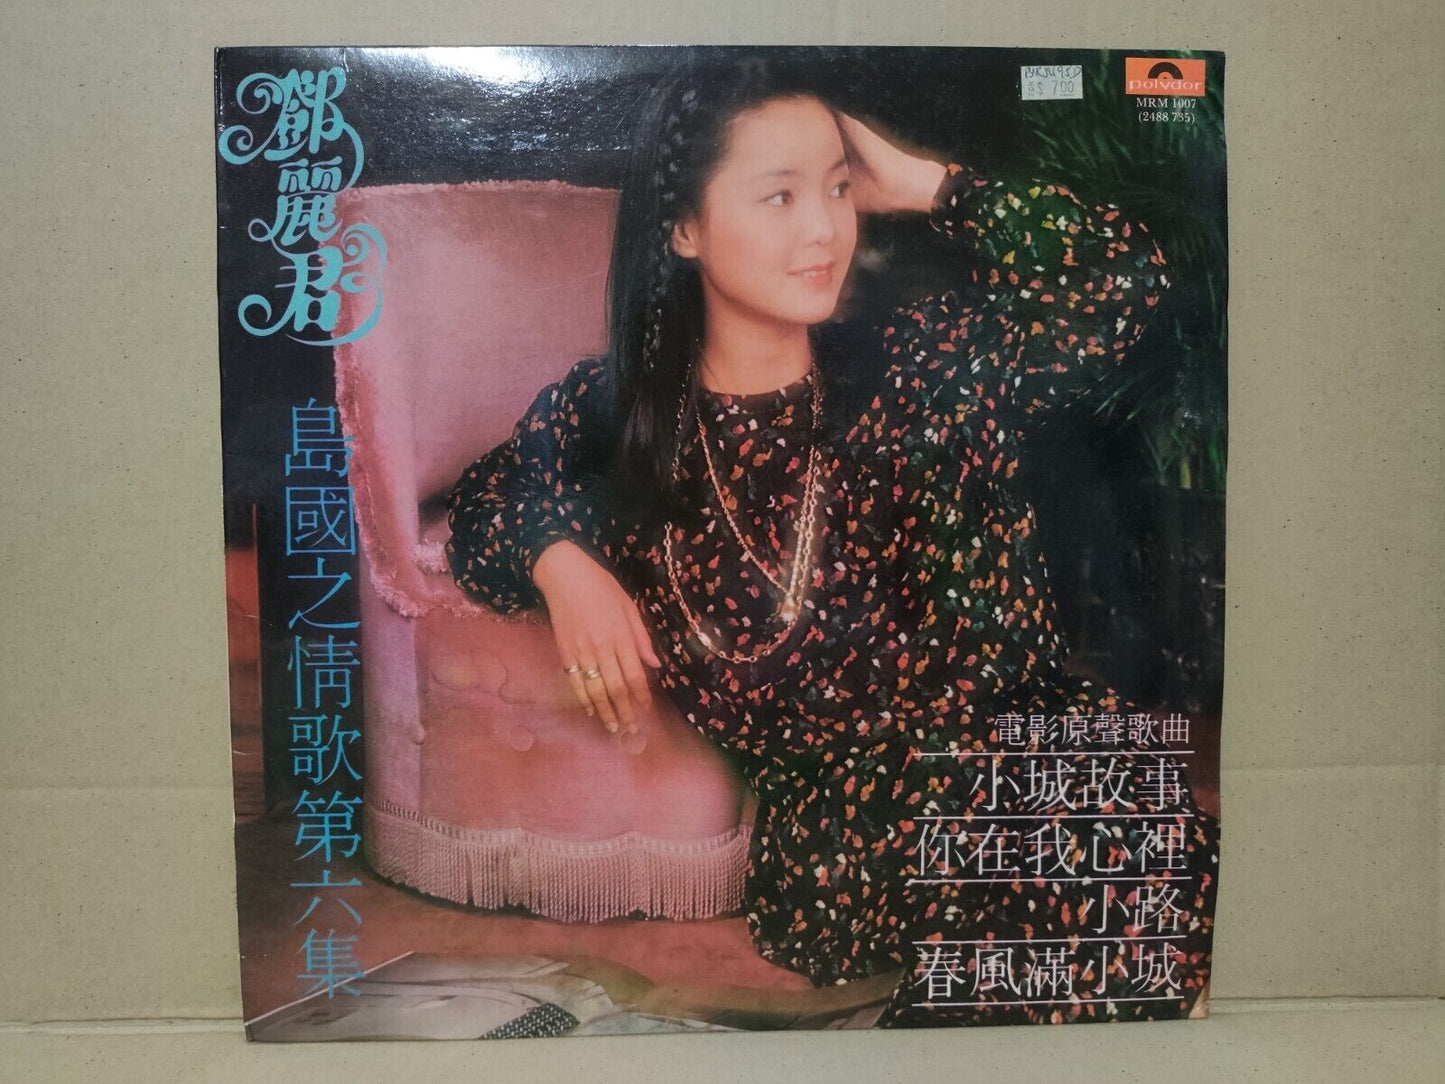 鄧麗君
島國之情歌第六集
$ 7.00
polydor
MRM 1007
(2488 735)
電影原聲歌曲
小城故事
你在我心裡
小路
春風滿小城